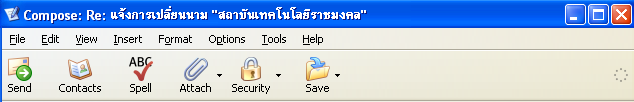 Compose: Re: แจ้งการเปลี่ยนนาม "สถาบันเทคโนโลยีราชมงคล"
File Edit View Insert Format Options Tools Help
ABC
Send Contacts Spell Attach Security Save